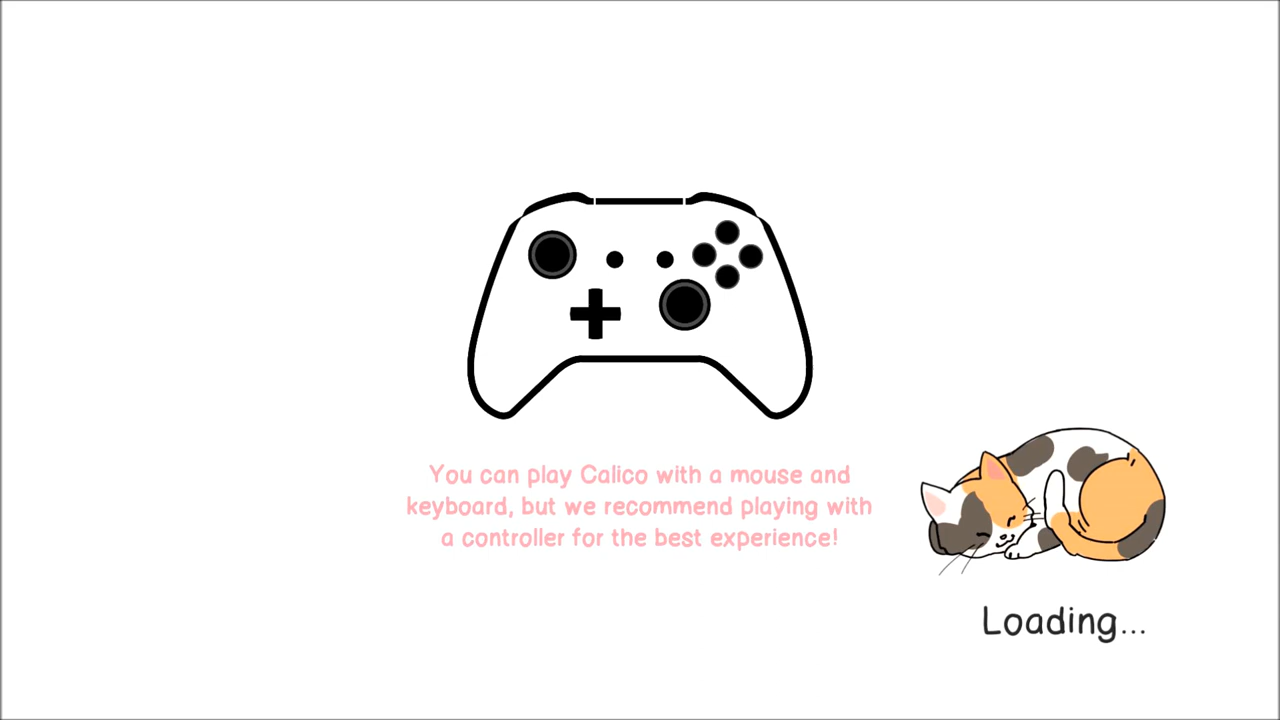 You can play Calico with a mouse and
keyboard, but we recommend playing with
a controller for the best experience!
Loading...